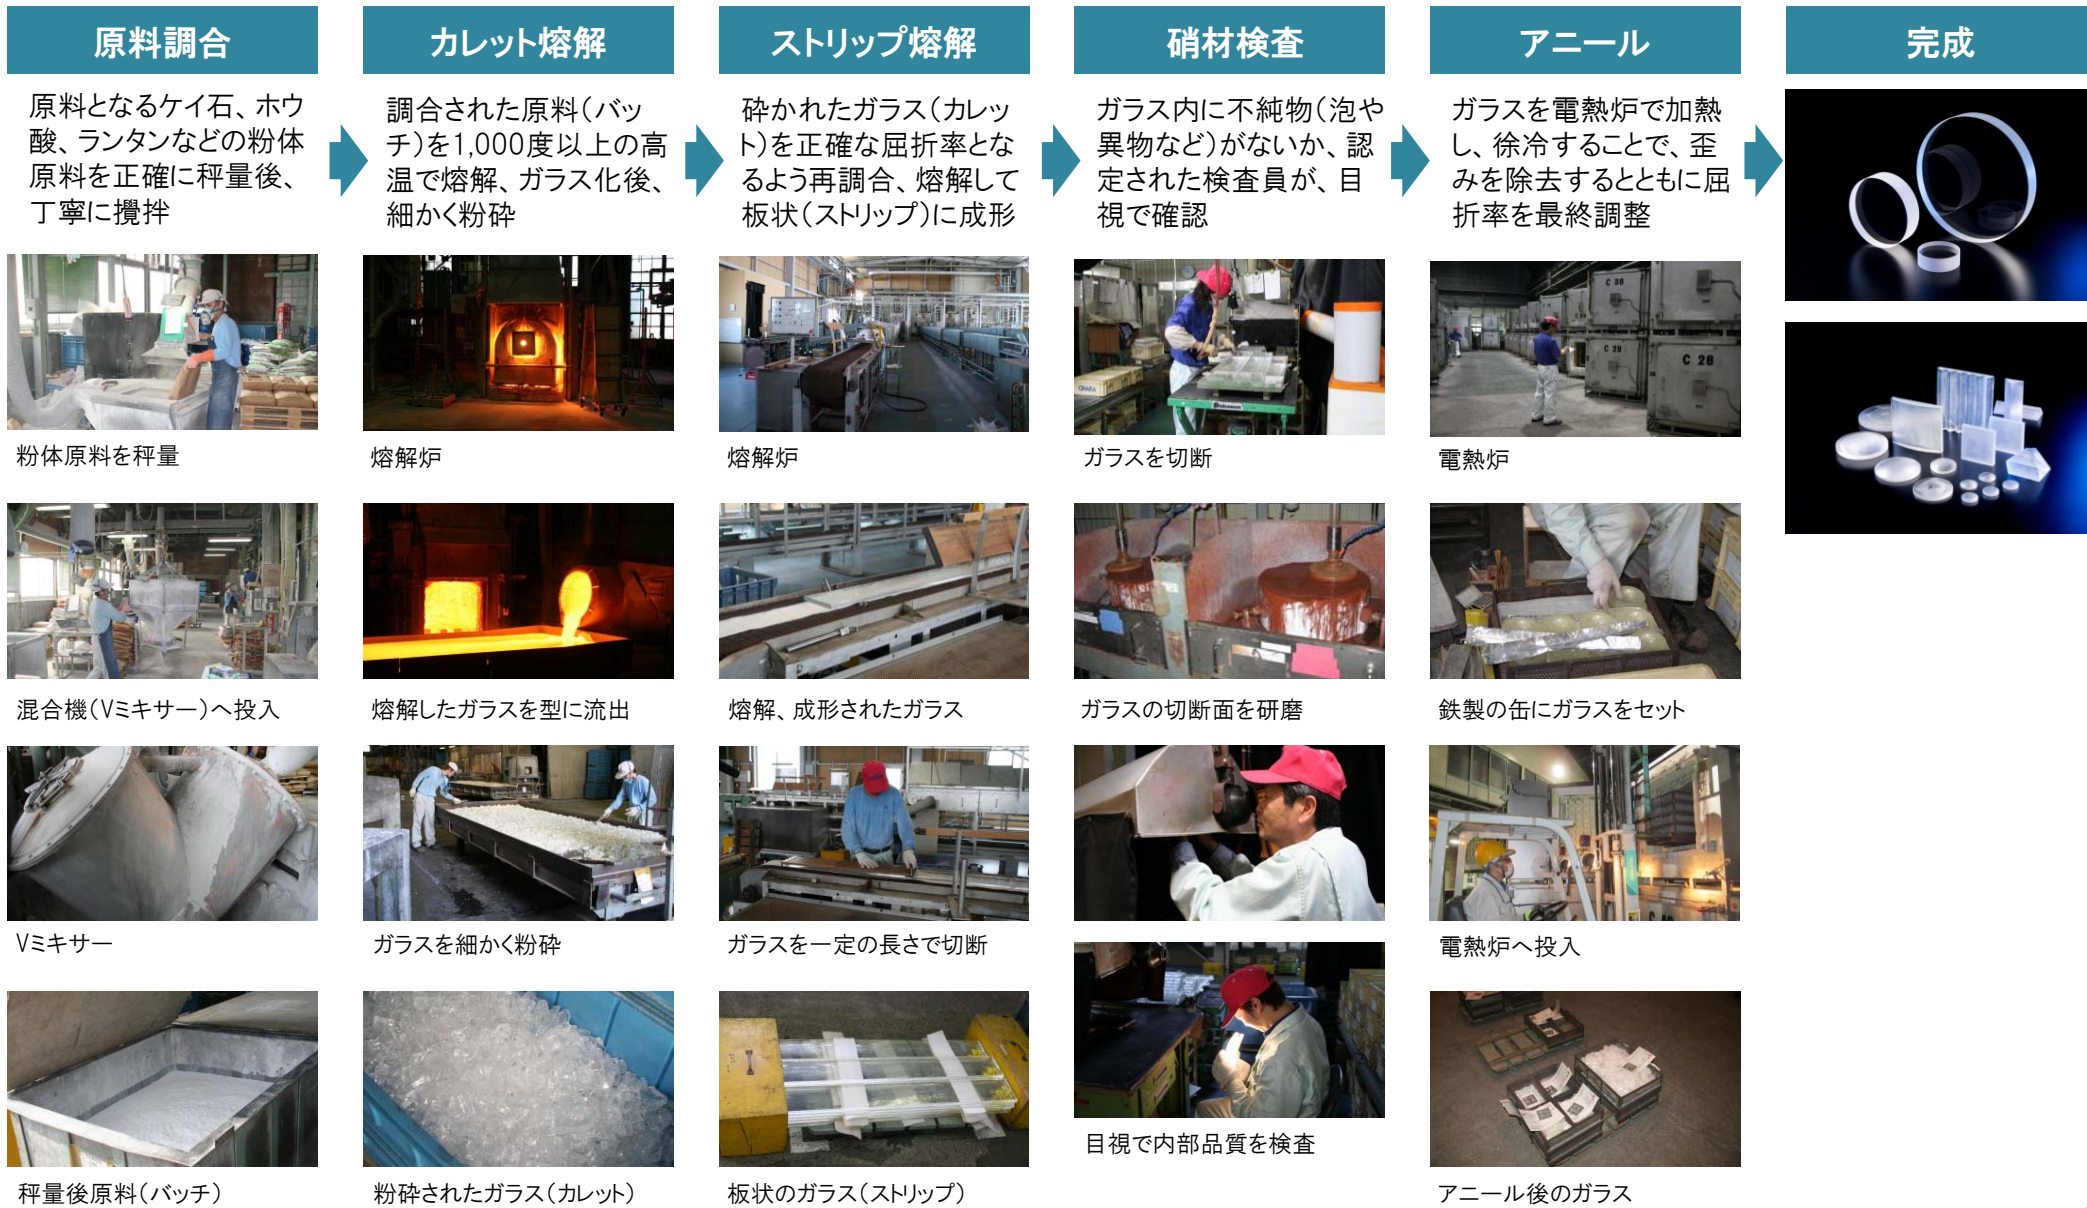 原料調合
原料となるケイ石、ホウ
酸、ランタンなどの粉体
原料を正確に秤量後、
丁寧に攪拌
粉体原料を秤量
混合機(Vミキサー)へ投入
Vミキサー
秤量後原料(バッチ)
カレット熔解
調合された原料(バッ
チ)を1,000度以上の高
温で熔解、ガラス化後、
細かく粉砕
熔解炉
熔解したガラスを型に流出
ガラスを細かく粉砕
粉砕されたガラス(カレット)
ストリップ熔解
砕かれたガラス(カレッ
ト)を正確な屈折率とな
るよう再調合、熔解して
板状(ストリップ)に成形
熔解炉
熔解、成形されたガラス
ガラスを一定の長さで切断
板状のガラス(ストリップ)
硝材検査
ガラス内に不純物(泡や
異物など)がないか、認
定された検査員が、目
視で確認
OHARA
ガラスを切断
ガラスの切断面を研磨
目視で内部品質を検査
アニール
ガラスを電熱炉で加熱
し、徐冷することで、歪
みを除去するとともに屈
折率を最終調整
C 3B
C 2B
電熱炉
鉄製の缶にガラスをセット
電熱炉へ投入
アニール後のガラス
完成